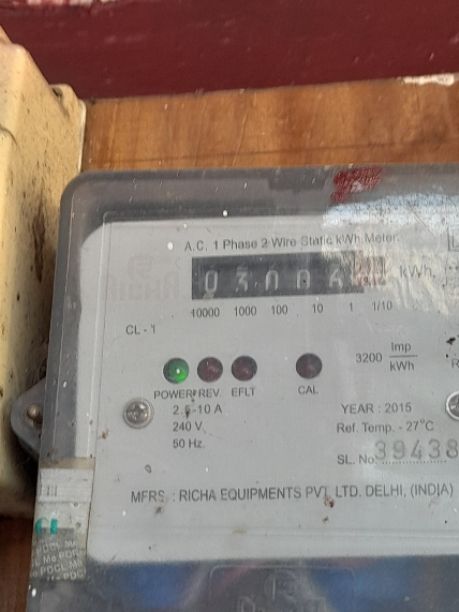 A.C. 1 Phase 2 Wire Static kWh Meter.
0300 kWh
10000 1000 100 10 1 1/10
CL - 1
3200 Imp
kWh
POWER REV. EFLT CAL
2.5-10 A
240 V.
50 Hz.
YEAR : 2015
Ref. Temp. - 27°C
SL. No. 39438
MFRS : RICHA EQUIPMENTS PVT. LTD. DELHI, (INDIA)